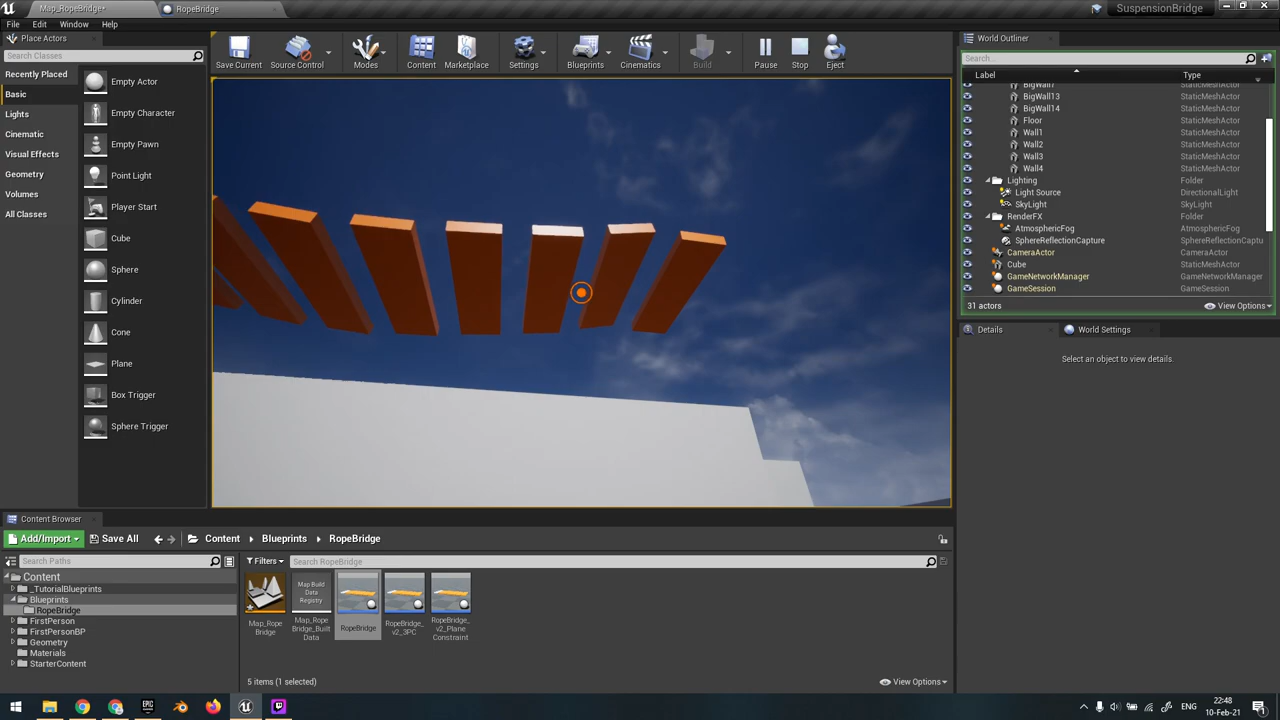 Map_RopeBridge*
RopeBridge
SuspensionBridge
File
Edit
Window
Help
Place Actors
Search Classes
Recently Placed
Basic
Lights
Cinematic
Visual Effects
Geometry
Volumes
All Classes
Empty Actor
Empty Character
Empty Pawn
Point Light
Player Start
Cube
Sphere
Cylinder
Cone
Plane
Box Trigger
Sphere Trigger
Save Current
Source Control
Modes
Content
Marketplace
Settings
Blueprints
Cinematics
Build
Pause
Stop
Eject
World Outliner
Search...
Label
Type
BigWall7 StaticMeshActor
BigWall13 StaticMeshActor
BigWall14 StaticMeshActor
Floor StaticMeshActor
Wall1 StaticMeshActor
Wall2 StaticMeshActor
Wall3 StaticMeshActor
Wall4 StaticMeshActor
Lighting Folder
Light Source DirectionalLight
SkyLight SkyLight
RenderFX Folder
AtmosphericFog AtmosphericFog
SphereReflectionCapture SphereReflectionCaptu
CameraActor CameraActor
Cube StaticMeshActor
GameNetworkManager GameNetworkManager
GameSession GameSession
31 actors
View Options
Details
World Settings
Select an object to view details.
Content Browser
Add/Import
Save All
Content
Blueprints
RopeBridge
Search Paths
Filters
Search RopeBridge
Content
_TutorialBlueprints
Blueprints
RopeBridge
FirstPerson
FirstPersonBP
Geometry
Materials
StarterContent
Map_Rope
Bridge
Map Build
Data
Registry
Map_Rope
Bridge_Built
Data
RopeBridge
RopeBridge_
v2_3PC
RopeBridge_
v2_Plane
Constraint
5 items (1 selected)
View Options
EPIC
ENG
22:48
10-Feb-21